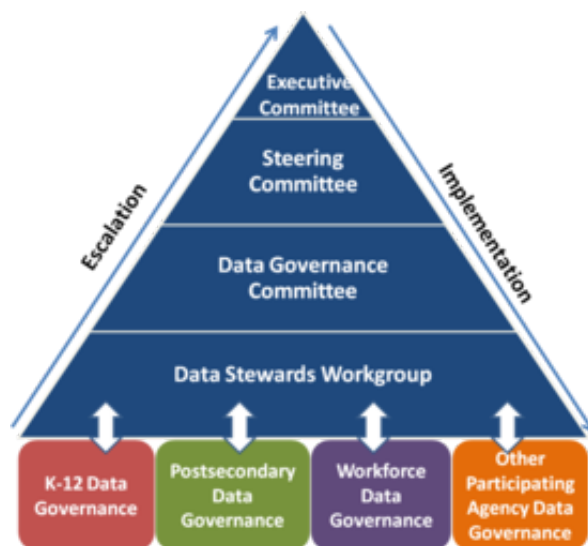 Executive
Committee
Steering
Committee
Escalation
Implementation
Data Governance
Committee
Data Stewards Workgroup
K-12 Data
Governance
Postsecondary
Data
Governance
Workforce
Data
Governance
Other
Participating
Agency Data
Governance